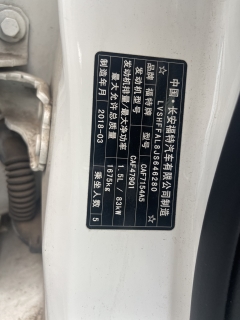 中国·长安福特汽车有限公司制造
LVSHFFAL8JS646280
品牌 福特牌 型号 CAF7154A5
发动机型号 CAF479Q1
发动机排量/最大净功率 1.5L / 83kW
最大允许总质量 1675kg
制造年月 2018-03 乘坐人数 5